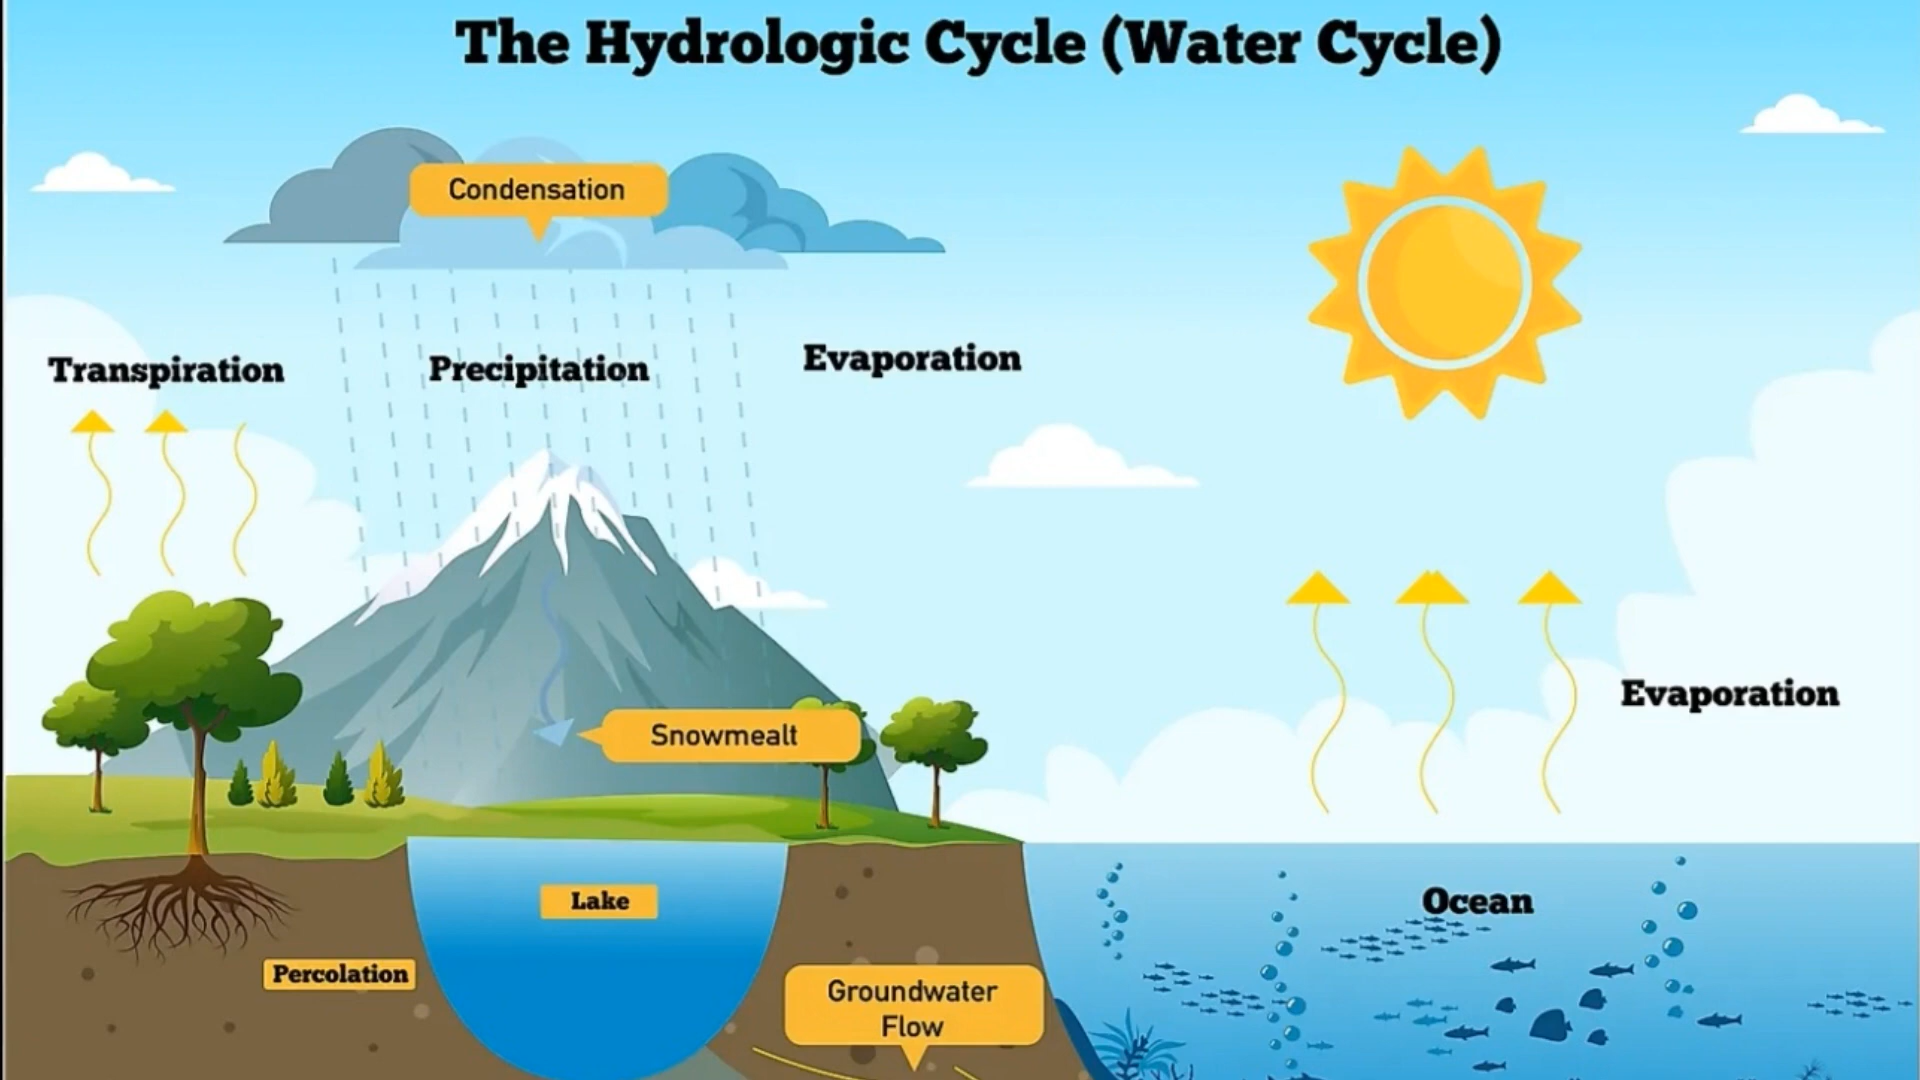 The Hydrologic Cycle (Water Cycle)
Condensation
Transpiration
Precipitation
Evaporation
Evaporation
Snowmealt
Lake
Ocean
Percolation
Groundwater
Flow